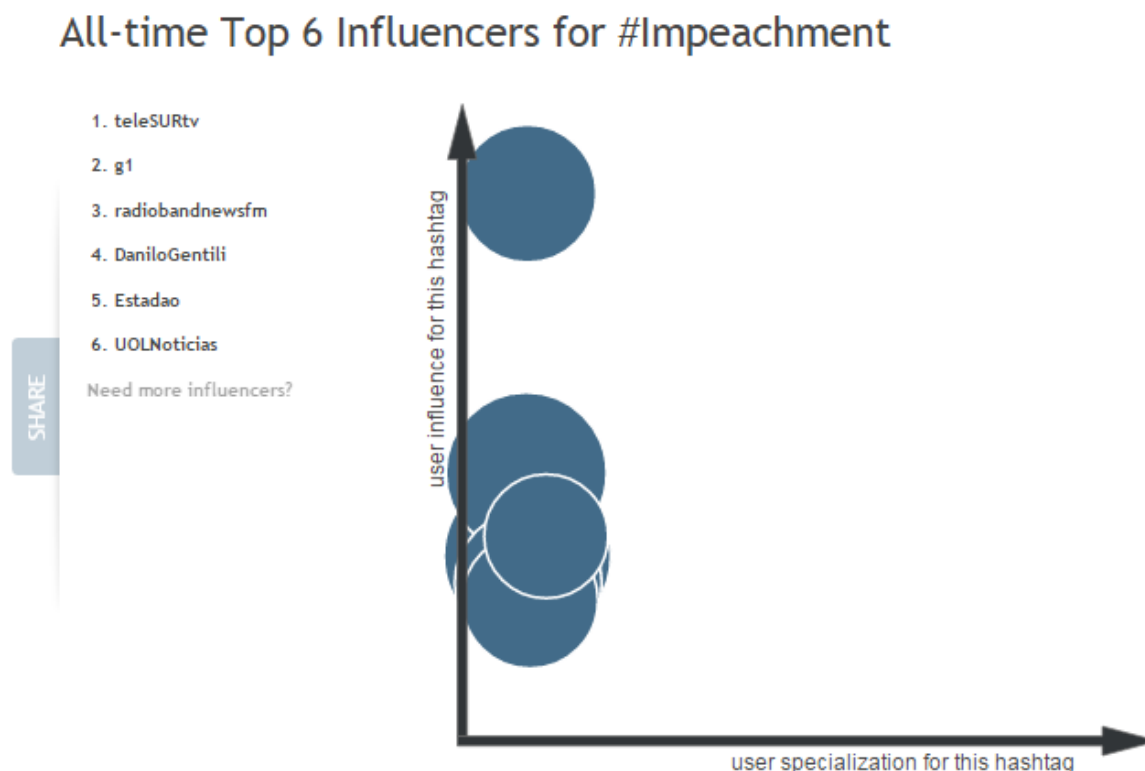 All-time Top 6 Influencers for #Impeachment
1. teleSURtv
2. g1
3. radiobandnewsfm
4. DaniloGentili
5. Estadao
6. UOLNoticias
Need more influencers?
SHARE
user influence for this hashtag
user specialization for this hashtag